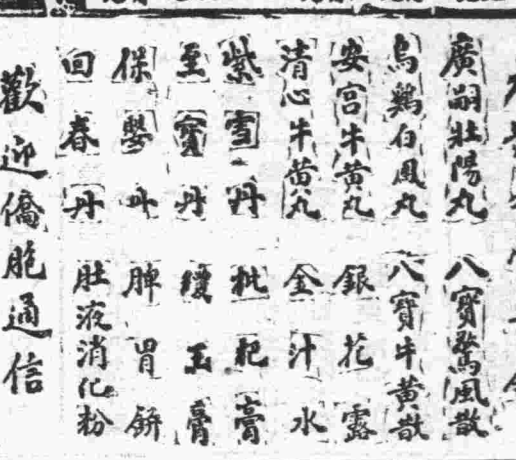 廣嗣壯陽丸 八寶驚風散
烏鷄白鳳丸 八寶牛黃散
安宮牛黃丸 銀花露
清心牛黃丸 金汁水
紫雪丹 枇杷膏
至寶丹 瓊玉膏
保嬰丹 脾胃餅
回春丹 肚液消化粉
歡迎僑胞通信